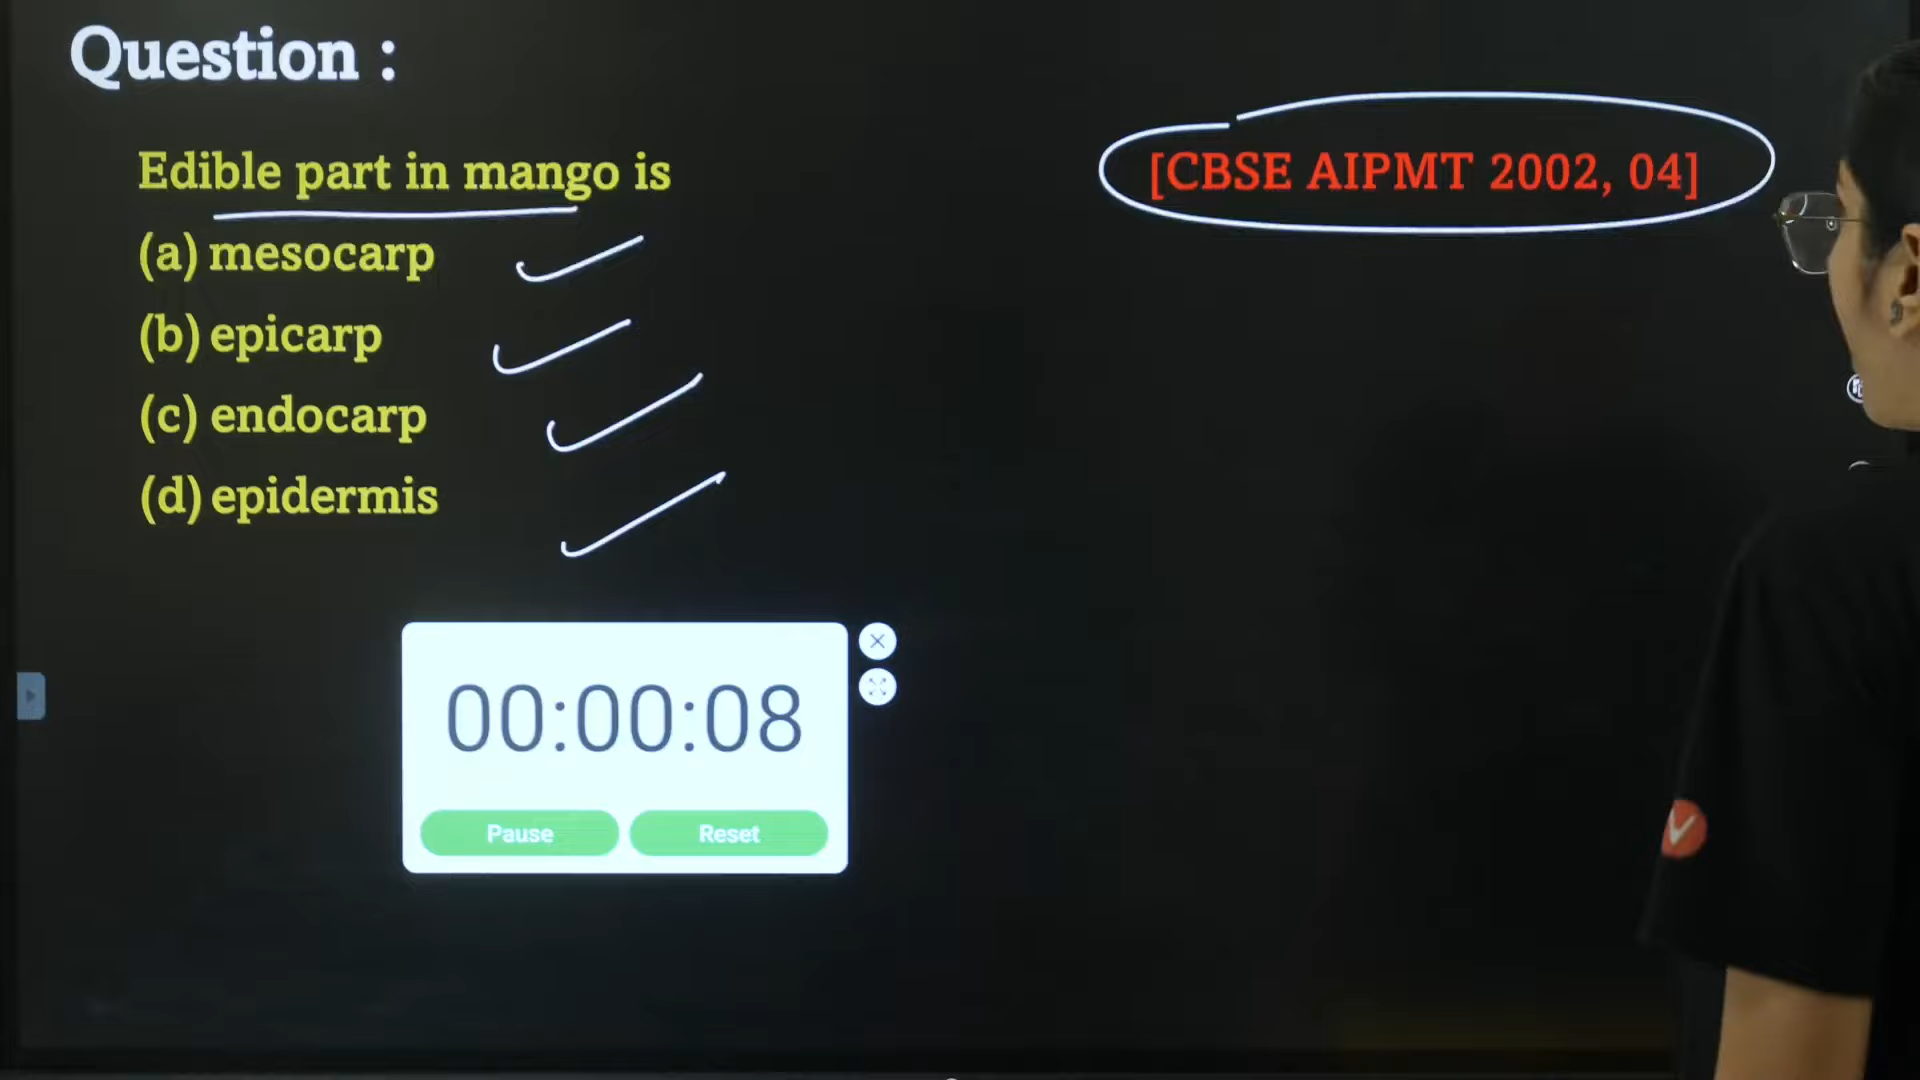 Question :
Edible part in mango is [CBSE AIPMT 2002, 04]
(a) mesocarp
(b) epicarp
(c) endocarp
(d) epidermis
00:00:08
Pause Reset